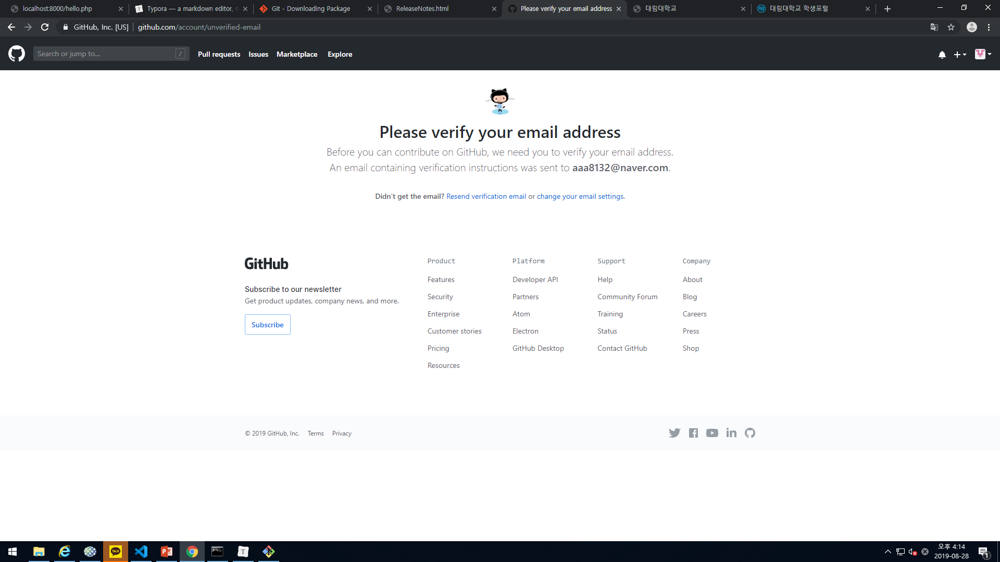 localhost:8000/hello.php
Typora — a markdown editor,
Git - Downloading Package
ReleaseNotes.html
Please verify your email address
대림대학교
대림대학교 학생포털
GitHub, Inc. [US]
github.com/account/unverified-email
Search or jump to...
/
Pull requests
Issues
Marketplace
Explore
Please verify your email address
Before you can contribute on GitHub, we need you to verify your email address.
An email containing verification instructions was sent to aaa8132@naver.com.
Didn’t get the email? Resend verification email or change your email settings.
GitHub
Subscribe to our newsletter
Get product updates, company news, and more.
Subscribe
Product
Features
Security
Enterprise
Customer stories
Pricing
Resources
Platform
Developer API
Partners
Atom
Electron
GitHub Desktop
Support
Help
Community Forum
Training
Status
Contact GitHub
Company
About
Blog
Careers
Press
Shop
© 2019 GitHub, Inc.
Terms
Privacy
TALK
T
오후 4:14
2019-08-28
1